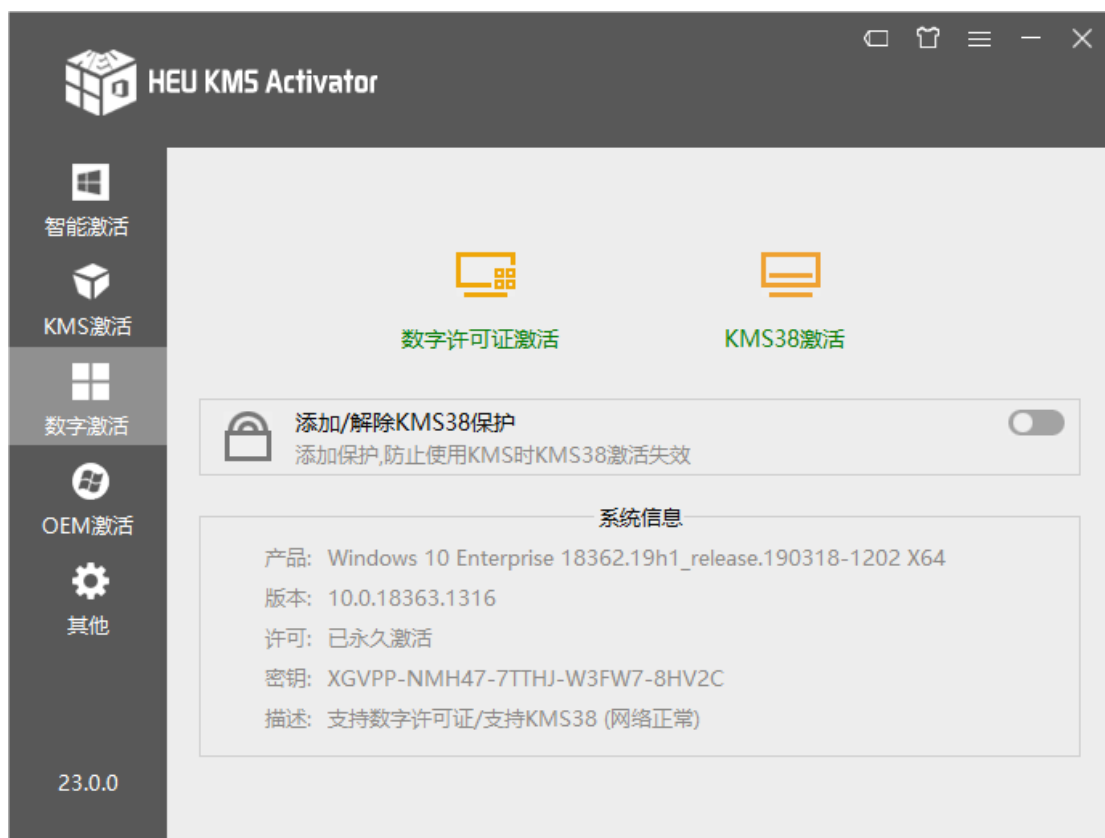 HEU KMS Activator
智能激活
KMS激活
数字激活
OEM激活
其他
23.0.0
数字许可证激活
KMS38激活
添加/解除KMS38保护
添加保护,防止使用KMS时KMS38激活失效
系统信息
产品: Windows 10 Enterprise 18362.19h1_release.190318-1202 X64
版本: 10.0.18363.1316
许可: 已永久激活
密钥: XGVPP-NMH47-7TTHJ-W3FW7-8HV2C
描述: 支持数字许可证/支持KMS38 (网络正常)